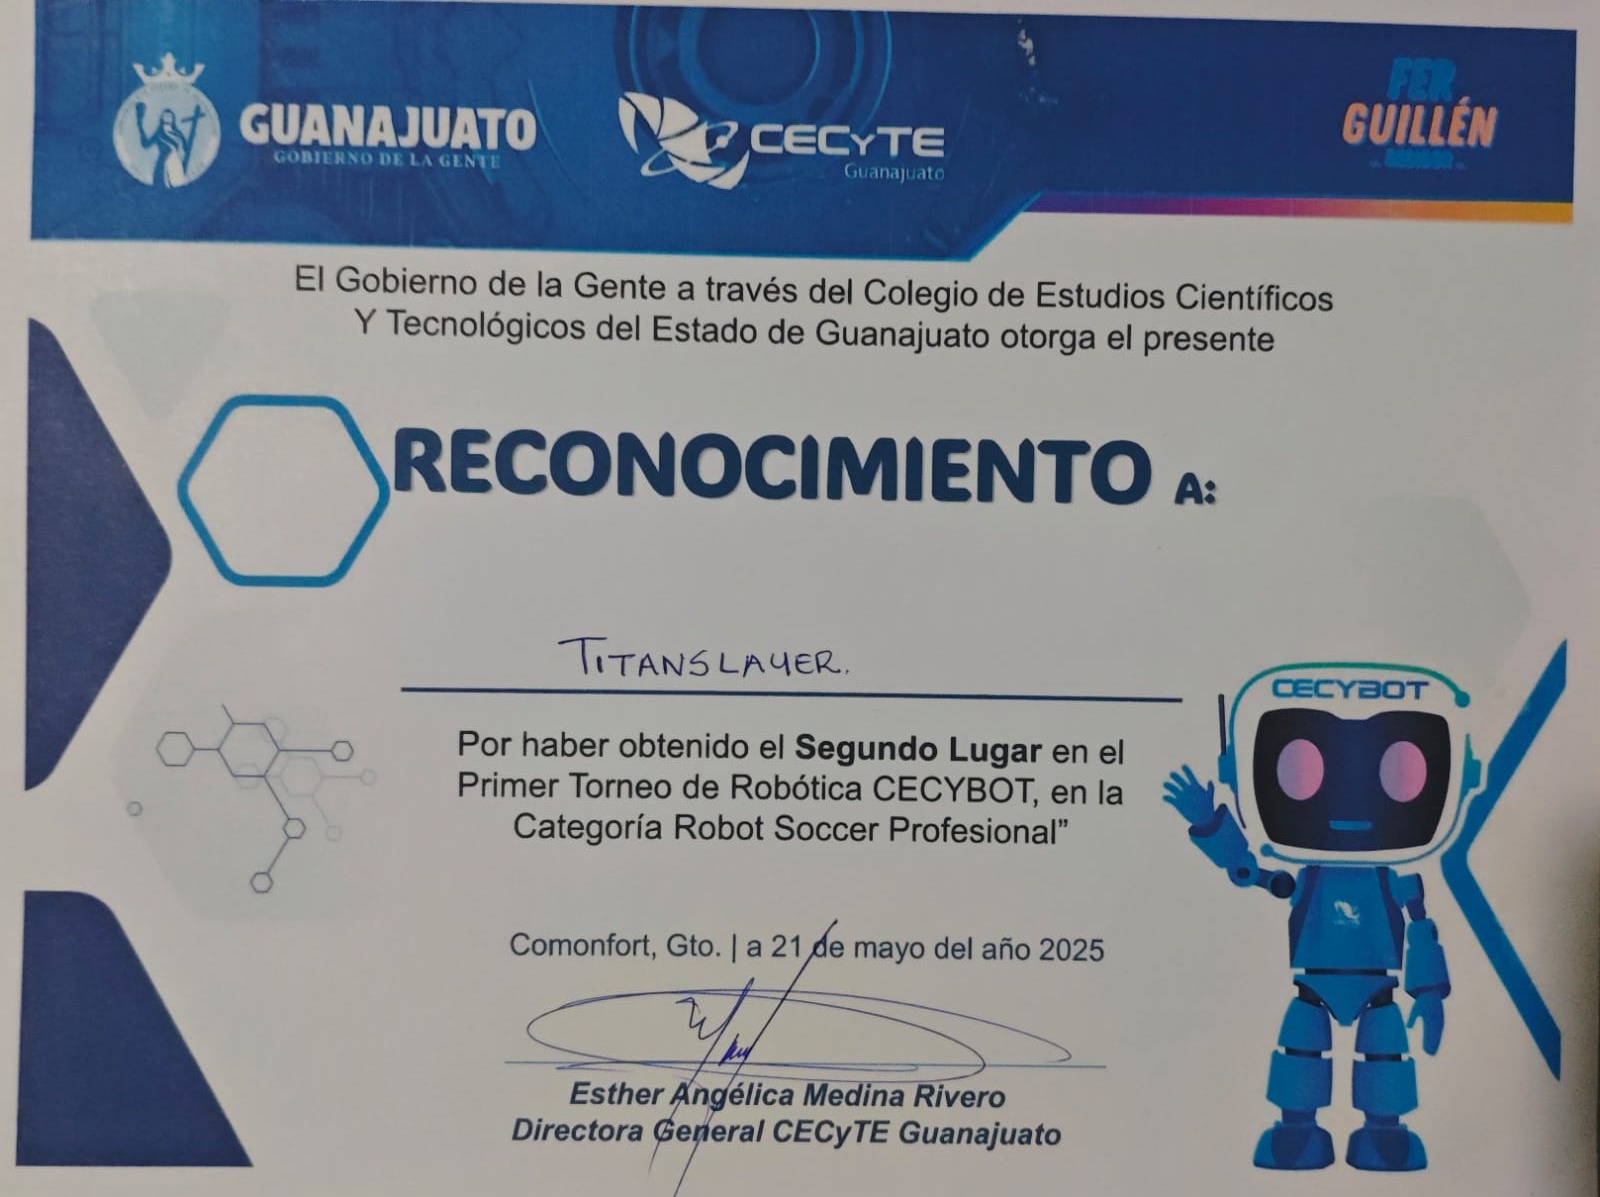 GUANAJUATO
GOBIERNO DE LA GENTE
CECyTE
Guanajuato
FER
GUILLÉN
El Gobierno de la Gente a través del Colegio de Estudios Científicos
Y Tecnológicos del Estado de Guanajuato otorga el presente
RECONOCIMIENTO A:
TITANSLAYER.
CECYBOT
Por haber obtenido el Segundo Lugar en el
Primer Torneo de Robótica CECYBOT, en la
Categoría Robot Soccer Profesional”
Comonfort, Gto. | a 21 de mayo del año 2025
Esther Angélica Medina Rivero
Directora General CECyTE Guanajuato